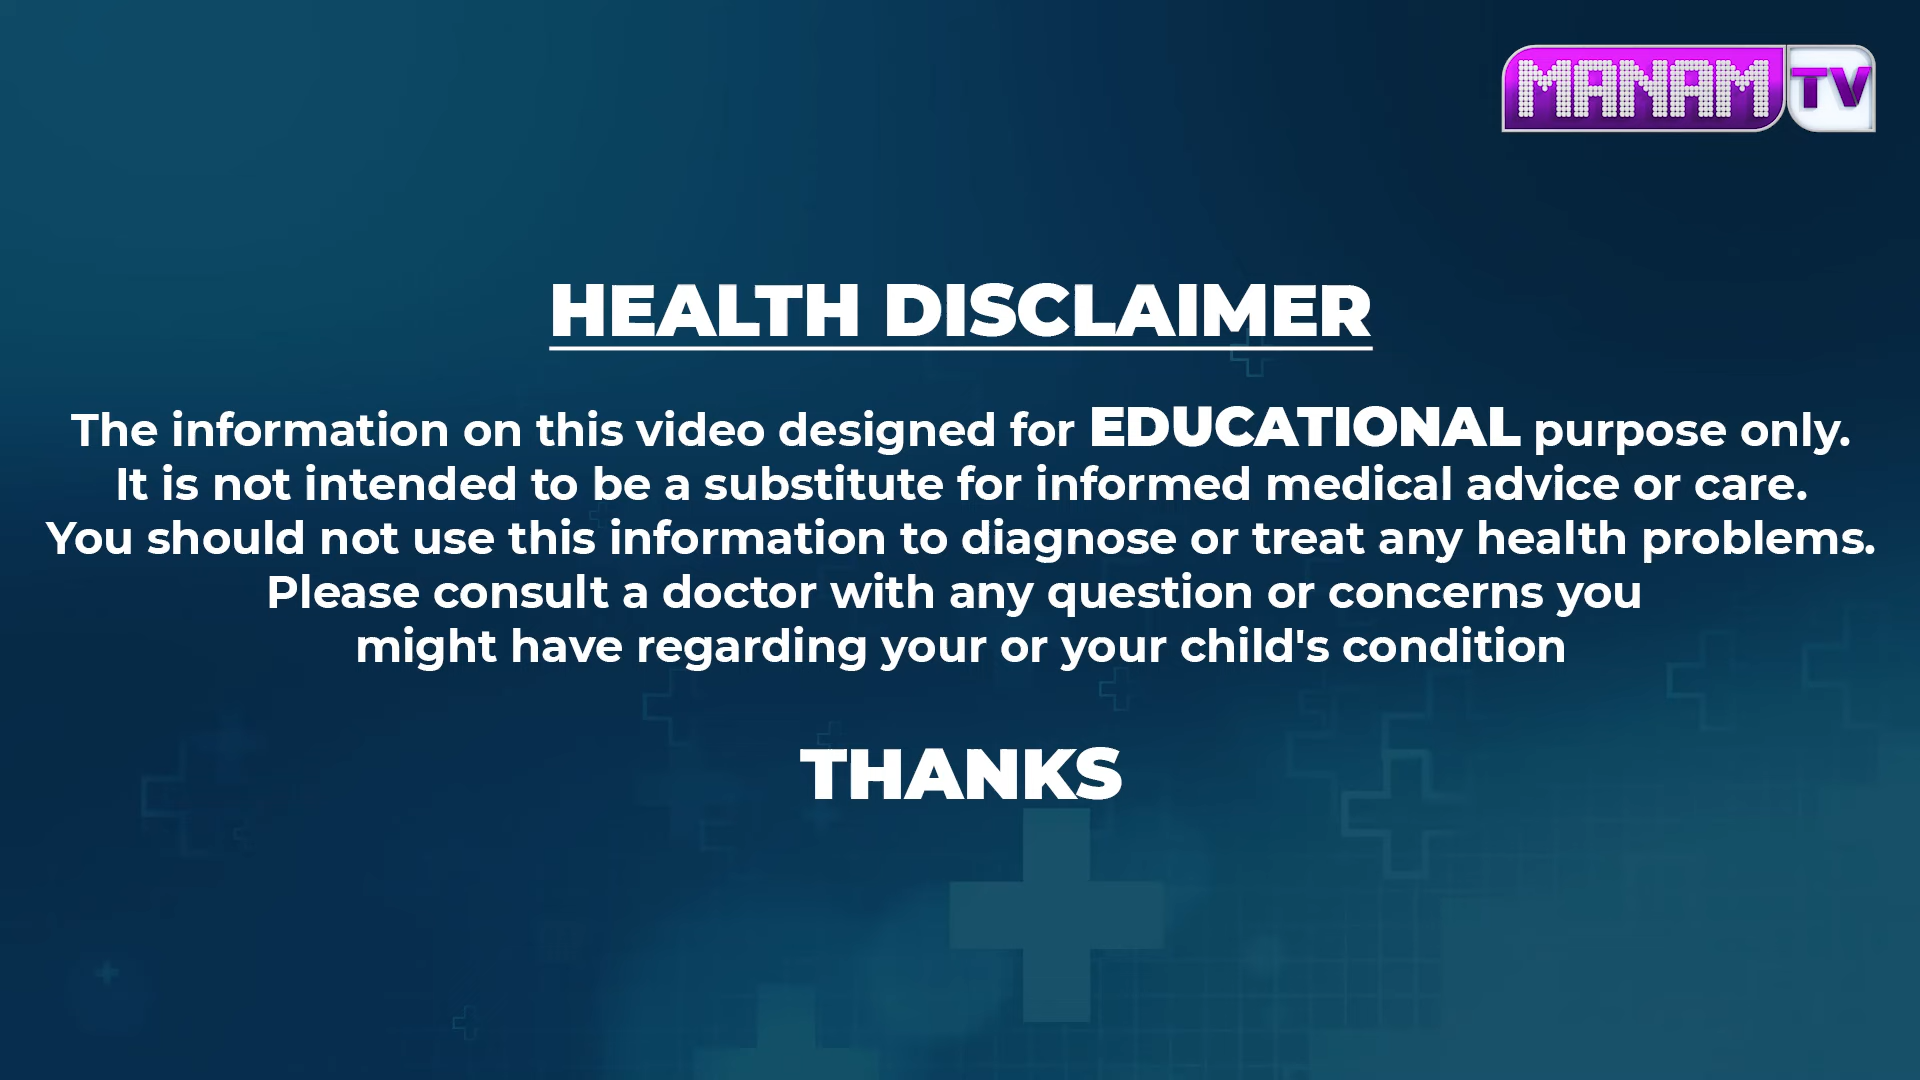 MANAM TV
HEALTH DISCLAIMER
The information on this video designed for EDUCATIONAL purpose only.
It is not intended to be a substitute for informed medical advice or care.
You should not use this information to diagnose or treat any health problems.
Please consult a doctor with any question or concerns you
might have regarding your or your child's condition
THANKS